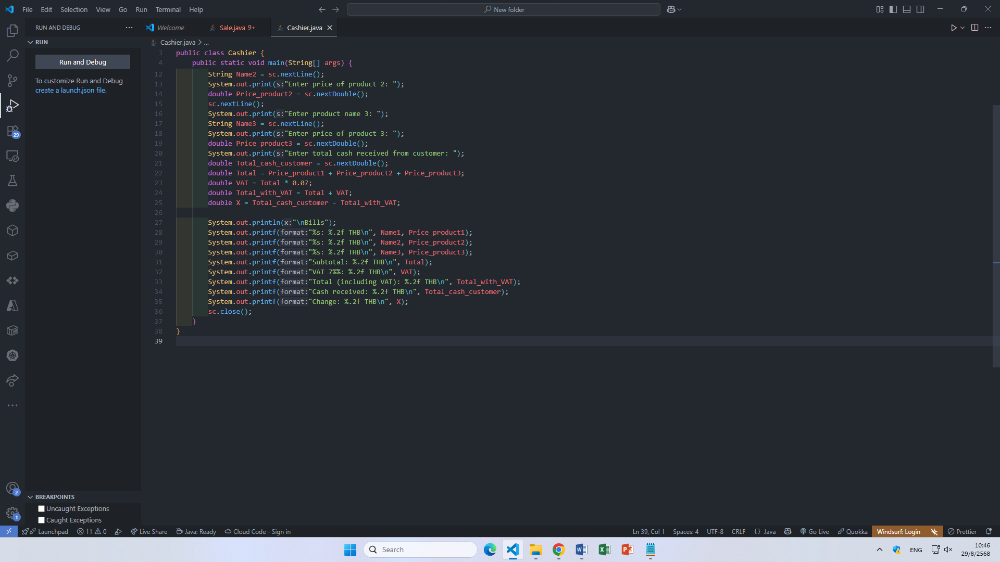 File Edit Selection View Go Run Terminal Help
New folder
RUN AND DEBUG
Welcome
Sale.java 9+
Cashier.java
RUN
Run and Debug
To customize Run and Debug
create a launch.json file.
29
Cashier.java > ...
3 public class Cashier {
4 public static void main(String[] args) {
12 String Name2 = sc.nextLine();
13 System.out.print(s:"Enter price of product 2: ");
14 double Price_product2 = sc.nextDouble();
15 sc.nextLine();
16 System.out.print(s:"Enter product name 3: ");
17 String Name3 = sc.nextLine();
18 System.out.print(s:"Enter price of product 3: ");
19 double Price_product3 = sc.nextDouble();
20 System.out.print(s:"Enter total cash received from customer: ");
21 double Total_cash_customer = sc.nextDouble();
22 double Total = Price_product1 + Price_product2 + Price_product3;
23 double VAT = Total * 0.07;
24 double Total_with_VAT = Total + VAT;
25 double X = Total_cash_customer - Total_with_VAT;
26
27 System.out.println(x:"\nBills");
28 System.out.printf(format:"%s: %.2f THB\n", Name1, Price_product1);
29 System.out.printf(format:"%s: %.2f THB\n", Name2, Price_product2);
30 System.out.printf(format:"%s: %.2f THB\n", Name3, Price_product3);
31 System.out.printf(format:"Subtotal: %.2f THB\n", Total);
32 System.out.printf(format:"VAT 7%%: %.2f THB\n", VAT);
33 System.out.printf(format:"Total (including VAT): %.2f THB\n", Total_with_VAT);
34 System.out.printf(format:"Cash received: %.2f THB\n", Total_cash_customer);
35 System.out.printf(format:"Change: %.2f THB\n", X);
36 sc.close();
37 }
38 }
39
2
1
BREAKPOINTS
Uncaught Exceptions
Caught Exceptions
Launchpad 11 0 Live Share Java: Ready Cloud Code - Sign in Ln 39, Col 1 Spaces: 4 UTF-8 CRLF {} Java Go Live Quokka Windsurf: Login Prettier
Search
ENG
10:46
29/8/2568